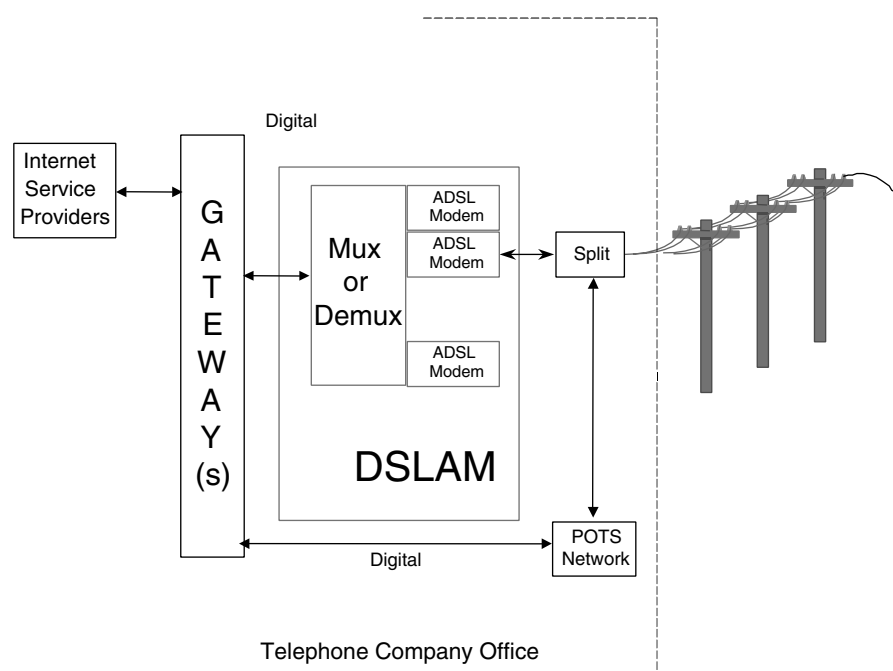 Digital
Internet
Service
Providers
G
A
T
E
W
A
Y
(s)
Mux
or
Demux
ADSL
Modem
ADSL
Modem
ADSL
Modem
Split
DSLAM
POTS
Network
Digital
Telephone Company Office